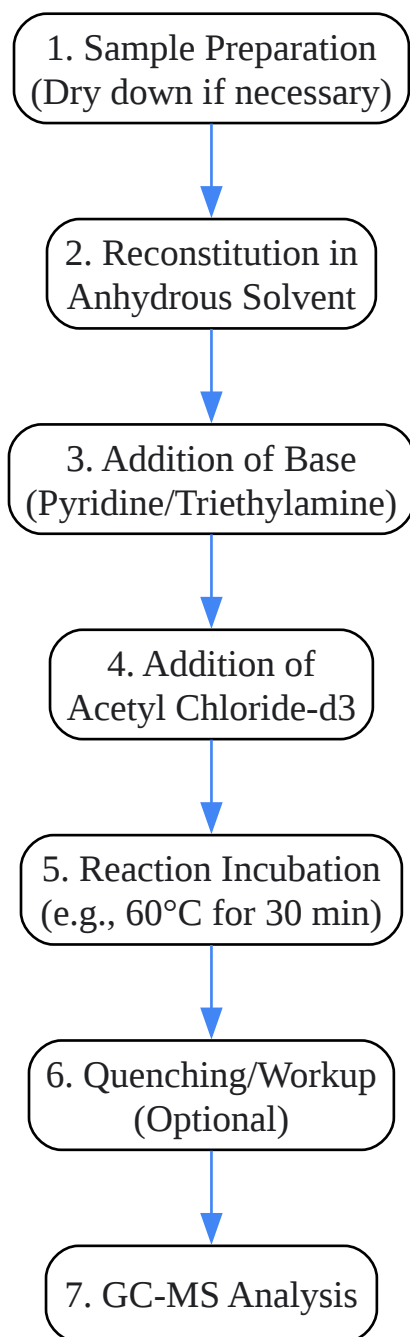 1. Sample Preparation
(Dry down if necessary)
2. Reconstitution in
Anhydrous Solvent
3. Addition of Base
(Pyridine/Triethylamine)
4. Addition of
Acetyl Chloride-d3
5. Reaction Incubation
(e.g., 60°C for 30 min)
6. Quenching/Workup
(Optional)
7. GC-MS Analysis